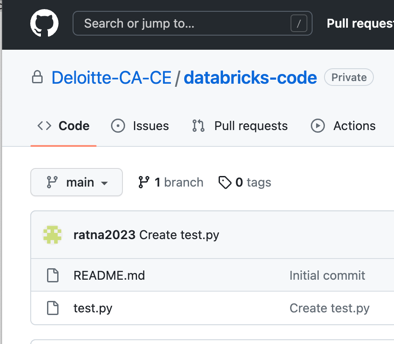 Search or jump to... / Pull reques
Deloitte-CA-CE / databricks-code Private
<> Code Issues Pull requests Actions
main 1 branch 0 tags
ratna2023 Create test.py
README.md Initial commit
test.py Create test.py